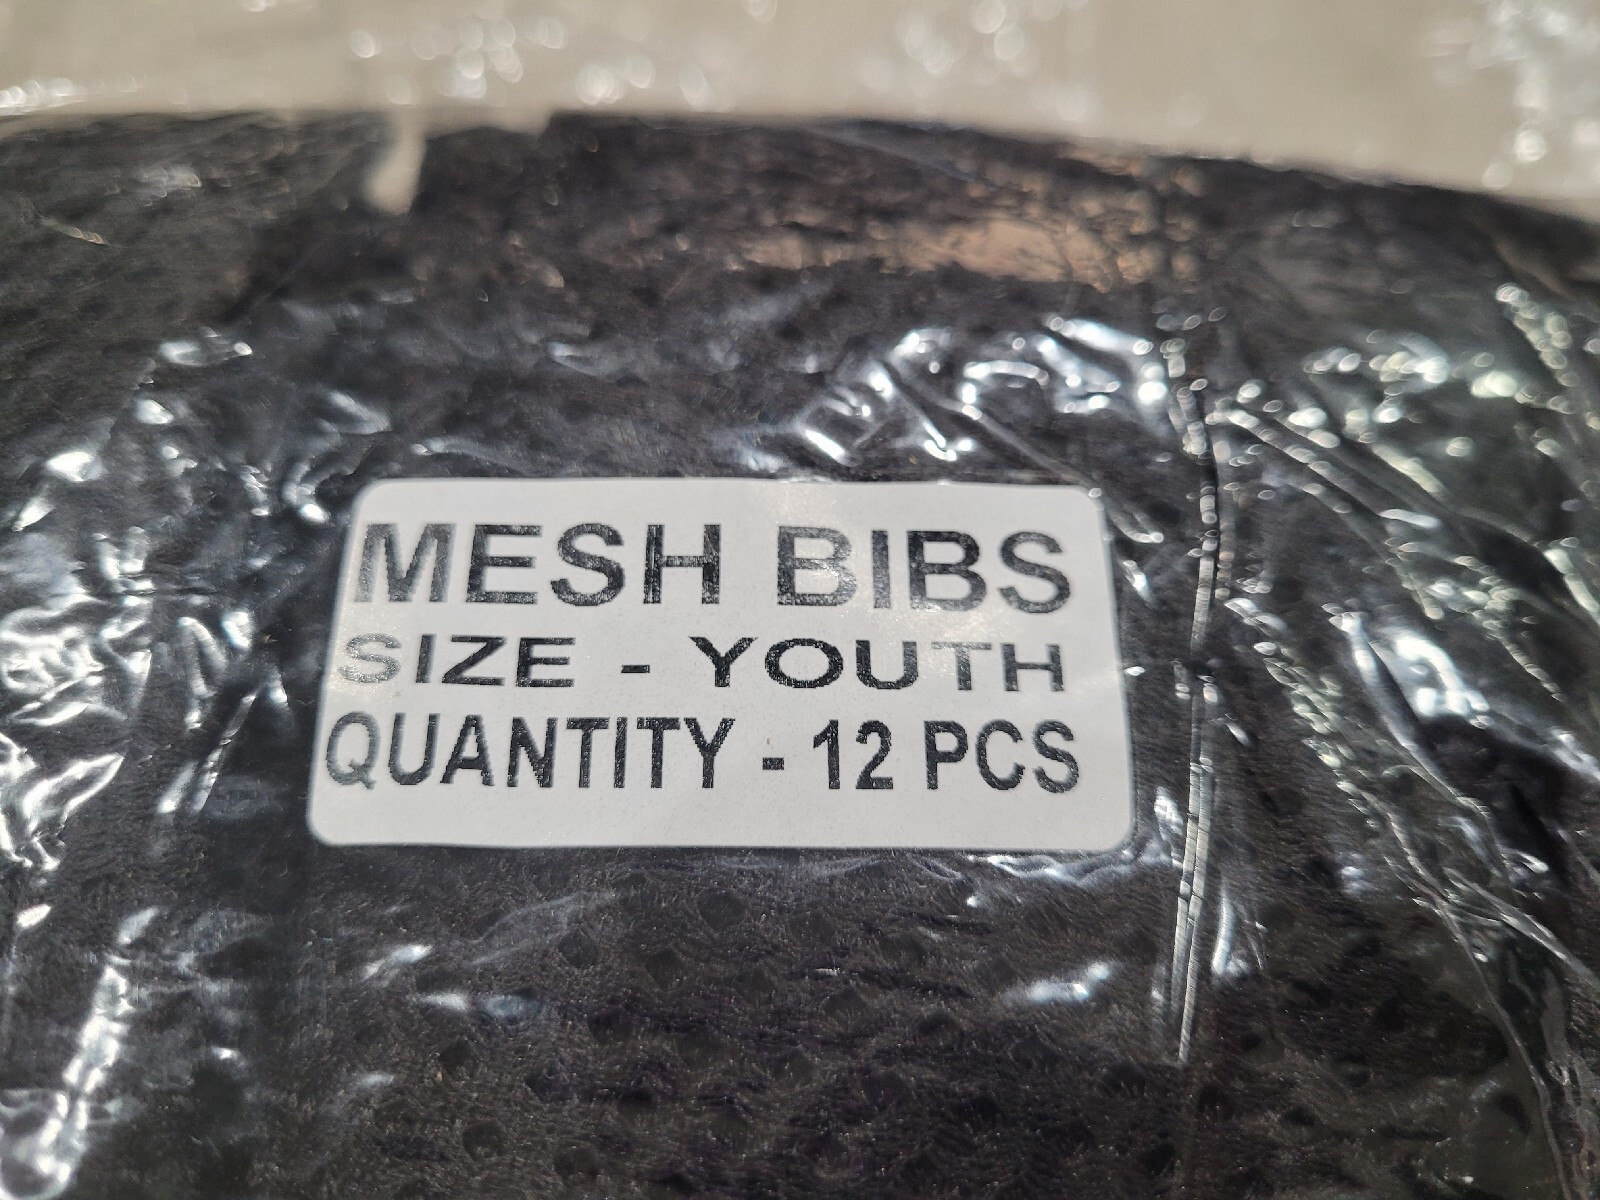 MESH BIBS
SIZE - YOUTH
QUANTITY - 12 PCS